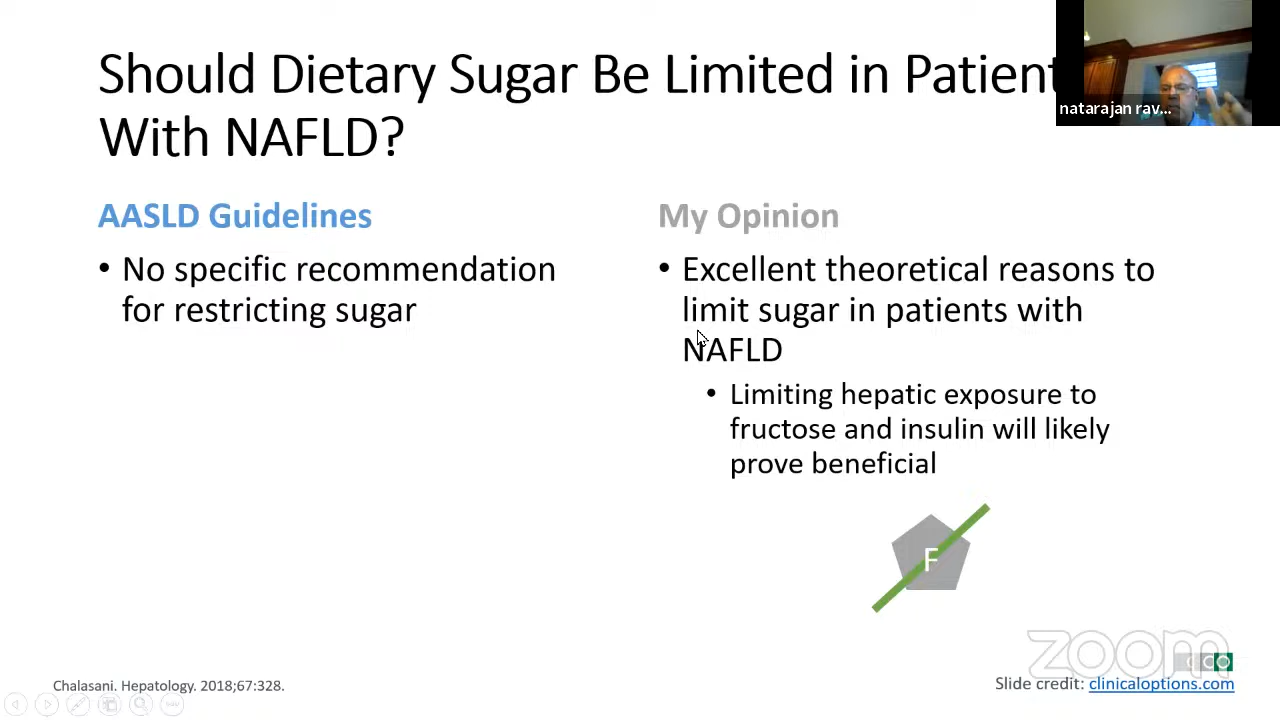 Should Dietary Sugar Be Limited in Patient
With NAFLD?
natarajan rav...
AASLD Guidelines
• No specific recommendation
for restricting sugar
My Opinion
• Excellent theoretical reasons to
limit sugar in patients with
NAFLD
• Limiting hepatic exposure to
fructose and insulin will likely
prove beneficial
F
zoom
cco
Chalasani. Hepatology. 2018;67:328.
Slide credit: clinicaloptions.com